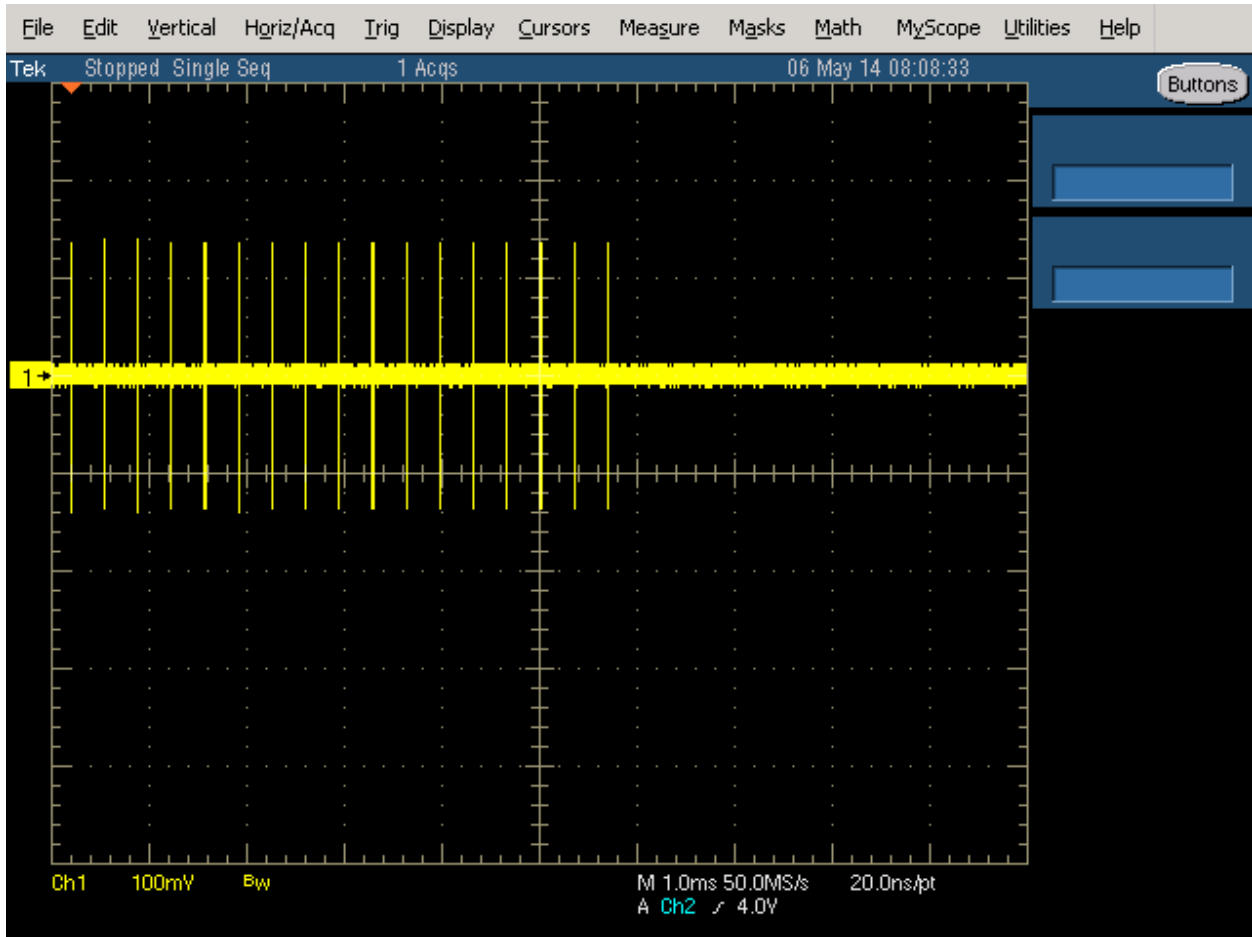 File Edit Vertical Horiz/Acq Trig Display Cursors Measure Masks Math MyScope Utilities Help
Tek Stopped Single Seq 1 Acqs 06 May 14 08:08:33
Buttons
1
Ch1 100mV Bw M 1.0ms 50.0MS/s 20.0ns/pt
A Ch2 4.0V